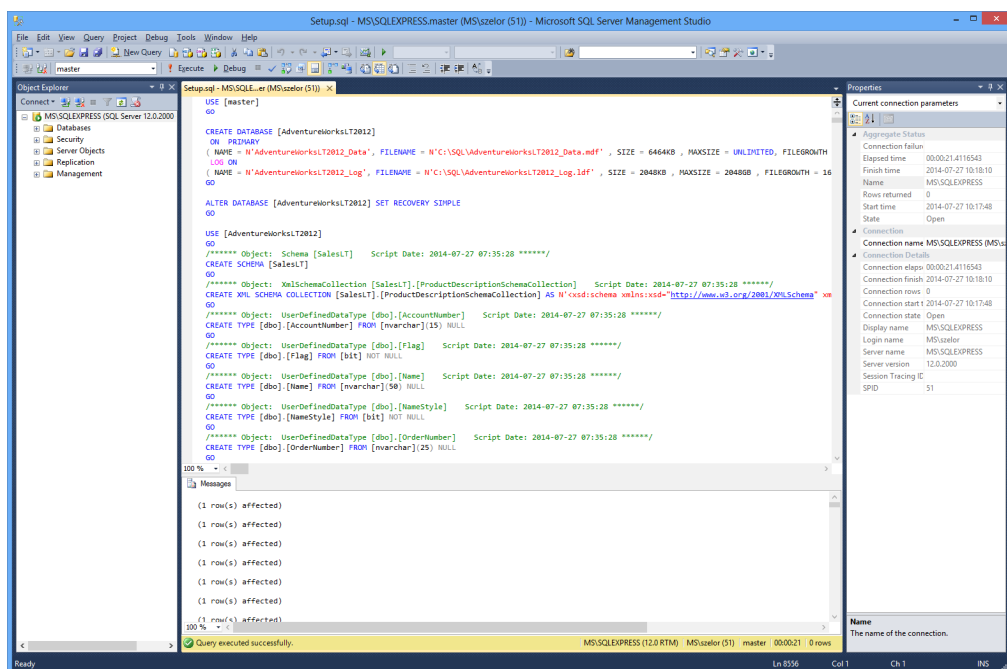 Setup.sql - MS\SQLEXPRESS.master (MS\szelor (51)) - Microsoft SQL Server Management Studio
File Edit View Query Project Debug Tools Window Help
New Query
master Execute Debug
Object Explorer
Connect
MS\SQLEXPRESS (SQL Server 12.0.2000
Databases
Security
Server Objects
Replication
Management
Setup.sql - MS\SQLE...er (MS\szelor (51))
USE [master]
GO
CREATE DATABASE [AdventureWorksLT2012]
ON PRIMARY
( NAME = N'AdventureWorksLT2012_Data', FILENAME = N'C:\SQL\AdventureWorksLT2012_Data.mdf' , SIZE = 6464KB , MAXSIZE = UNLIMITED, FILEGROWTH
LOG ON
( NAME = N'AdventureWorksLT2012_Log', FILENAME = N'C:\SQL\AdventureWorksLT2012_Log.ldf' , SIZE = 2048KB , MAXSIZE = 2048GB , FILEGROWTH = 16
GO
ALTER DATABASE [AdventureWorksLT2012] SET RECOVERY SIMPLE
GO
USE [AdventureWorksLT2012]
GO
/****** Object: Schema [SalesLT] Script Date: 2014-07-27 07:35:28 ******/
CREATE SCHEMA [SalesLT]
GO
/****** Object: XmlSchemaCollection [SalesLT].[ProductDescriptionSchemaCollection] Script Date: 2014-07-27 07:35:28 ******/
CREATE XML SCHEMA COLLECTION [SalesLT].[ProductDescriptionSchemaCollection] AS N'<xsd:schema xmlns:xsd="http://www.w3.org/2001/XMLSchema" xm
GO
/****** Object: UserDefinedDataType [dbo].[AccountNumber] Script Date: 2014-07-27 07:35:28 ******/
CREATE TYPE [dbo].[AccountNumber] FROM [nvarchar](15) NULL
GO
/****** Object: UserDefinedDataType [dbo].[Flag] Script Date: 2014-07-27 07:35:28 ******/
CREATE TYPE [dbo].[Flag] FROM [bit] NOT NULL
GO
/****** Object: UserDefinedDataType [dbo].[Name] Script Date: 2014-07-27 07:35:28 ******/
CREATE TYPE [dbo].[Name] FROM [nvarchar](50) NULL
GO
/****** Object: UserDefinedDataType [dbo].[NameStyle] Script Date: 2014-07-27 07:35:28 ******/
CREATE TYPE [dbo].[NameStyle] FROM [bit] NOT NULL
GO
/****** Object: UserDefinedDataType [dbo].[OrderNumber] Script Date: 2014-07-27 07:35:28 ******/
CREATE TYPE [dbo].[OrderNumber] FROM [nvarchar](25) NULL
GO
100 %
Messages
(1 row(s) affected)
(1 row(s) affected)
(1 row(s) affected)
(1 row(s) affected)
(1 row(s) affected)
(1 row(s) affected)
(1 row(s) affected)
100 %
Query executed successfully. MS\SQLEXPRESS (12.0 RTM) MS\szelor (51) master 00:00:21 0 rows
Properties
Current connection parameters
Aggregate Status
Connection failur
Elapsed time 00:00:21.4116543
Finish time 2014-07-27 10:18:10
Name MS\SQLEXPRESS
Rows returned 0
Start time 2014-07-27 10:17:48
State Open
Connection
Connection name MS\SQLEXPRESS (MS\sz
Connection Details
Connection elaps 00:00:21.4116543
Connection finish 2014-07-27 10:18:10
Connection rows 0
Connection start t 2014-07-27 10:17:48
Connection state Open
Display name MS\SQLEXPRESS
Login name MS\szelor
Server name MS\SQLEXPRESS
Server version 12.0.2000
Session Tracing ID
SPID 51
Name
The name of the connection.
Ready Ln 8556 Col 1 Ch 1 INS